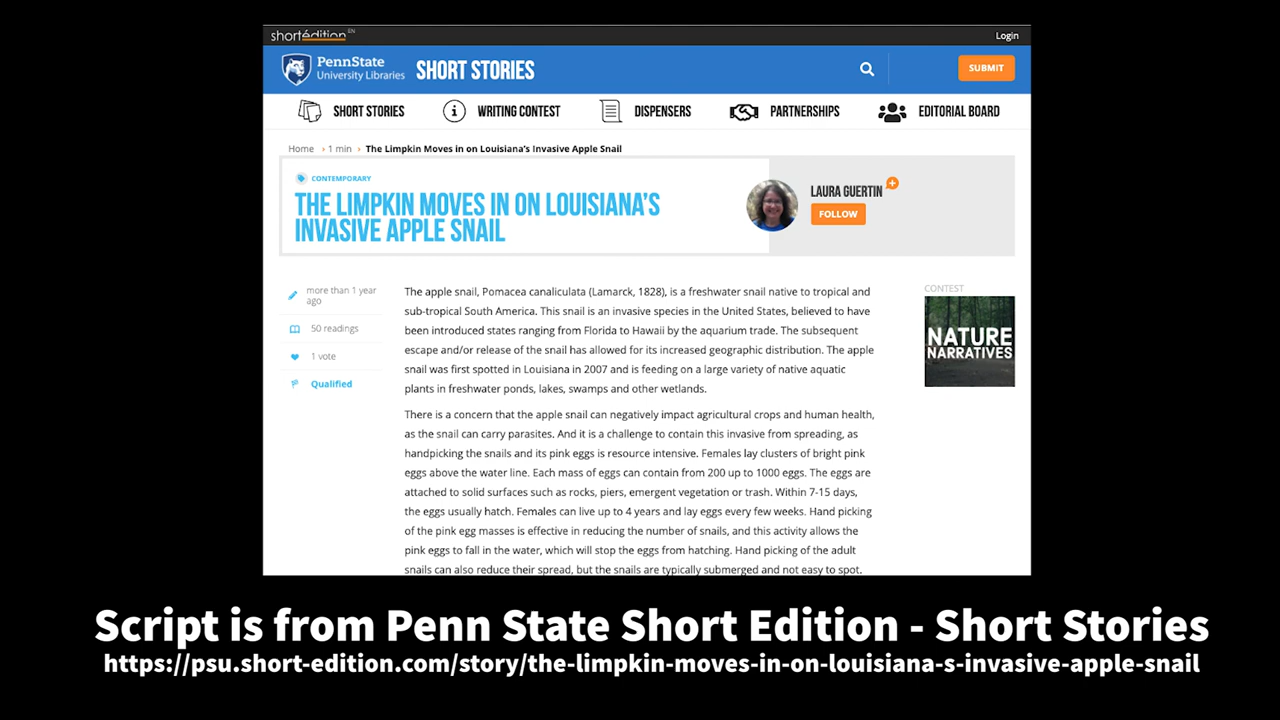 shortédition EN
Login
PennState
University Libraries
SHORT STORIES
SUBMIT
SHORT STORIES
WRITING CONTEST
DISPENSERS
PARTNERSHIPS
EDITORIAL BOARD
Home › 1 min › The Limpkin Moves in on Louisiana's Invasive Apple Snail
CONTEMPORARY
THE LIMPKIN MOVES IN ON LOUISIANA'S
INVASIVE APPLE SNAIL
LAURA GUERTIN
FOLLOW
more than 1 year
ago
50 readings
1 vote
Qualified
The apple snail, Pomacea canaliculata (Lamarck, 1828), is a freshwater snail native to tropical and
sub-tropical South America. This snail is an invasive species in the United States, believed to have
been introduced states ranging from Florida to Hawaii by the aquarium trade. The subsequent
escape and/or release of the snail has allowed for its increased geographic distribution. The apple
snail was first spotted in Louisiana in 2007 and is feeding on a large variety of native aquatic
plants in freshwater ponds, lakes, swamps and other wetlands.
There is a concern that the apple snail can negatively impact agricultural crops and human health,
as the snail can carry parasites. And it is a challenge to contain this invasive from spreading, as
handpicking the snails and its pink eggs is resource intensive. Females lay clusters of bright pink
eggs above the water line. Each mass of eggs can contain from 200 up to 1000 eggs. The eggs are
attached to solid surfaces such as rocks, piers, emergent vegetation or trash. Within 7-15 days,
the eggs usually hatch. Females can live up to 4 years and lay eggs every few weeks. Hand picking
of the pink egg masses is effective in reducing the number of snails, and this activity allows the
pink eggs to fall in the water, which will stop the eggs from hatching. Hand picking of the adult
snails can also reduce their spread, but the snails are typically submerged and not easy to spot.
CONTEST
NATURE
NARRATIVES
Script is from Penn State Short Edition - Short Stories
https://psu.short-edition.com/story/the-limpkin-moves-in-on-louisiana-s-invasive-apple-snail